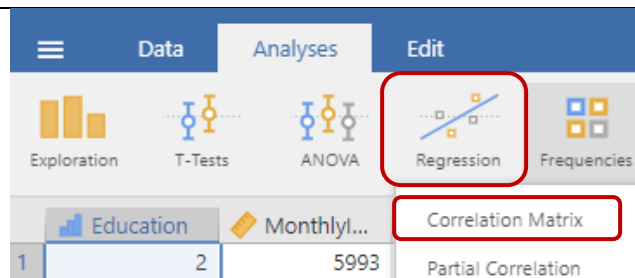 Data Analyses Edit
Exploration T-Tests ANOVA Regression Frequencies
Education MonthlyI... Correlation Matrix
1 2 5993 Partial Correlation